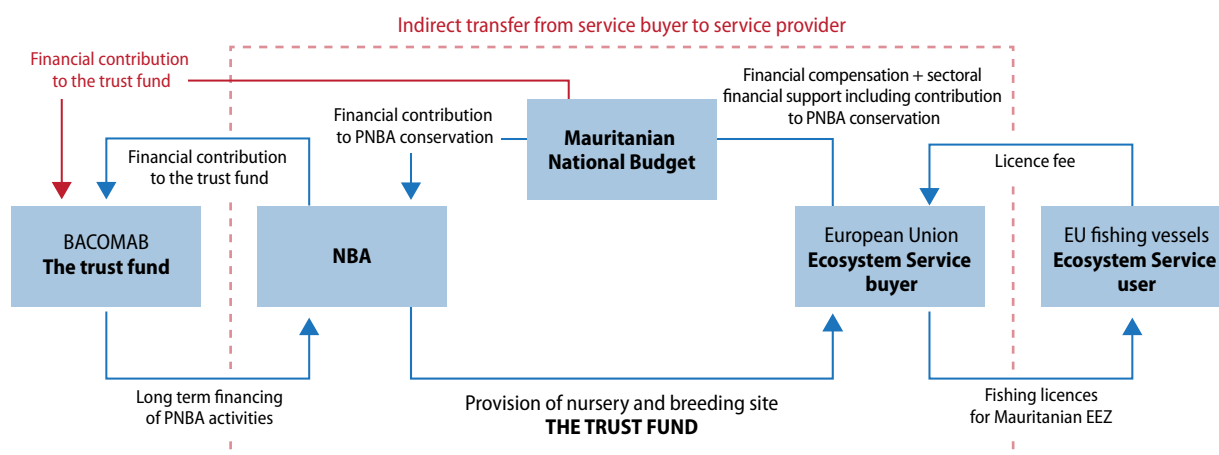 Indirect transfer from service buyer to service provider
Financial contribution
to the trust fund
Financial compensation + sectoral
financial support including contribution
to PNBA conservation
Financial contribution
to PNBA conservation
Mauritanian
National Budget
Financial contribution
to the trust fund
Licence fee
BACOMAB
The trust fund
NBA
European Union
Ecosystem Service
buyer
EU fishing vessels
Ecosystem Service
user
Long term financing
of PNBA activities
Provision of nursery and breeding site
THE TRUST FUND
Fishing licences
for Mauritanian EEZ